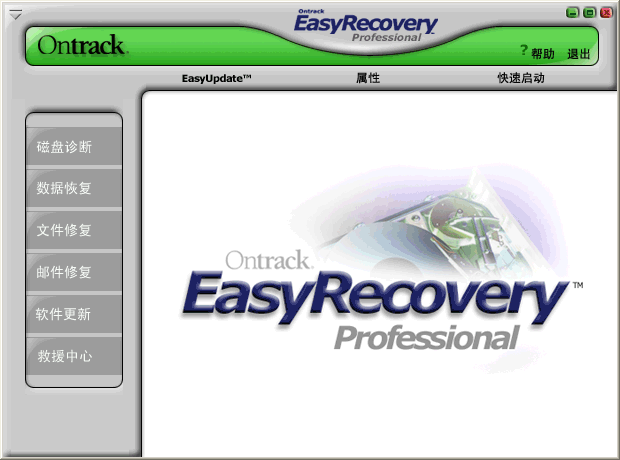 Ontrack
EasyRecovery
Professional
Ontrack
? 帮助 退出
EasyUpdate™ 属性 快速启动
磁盘诊断
数据恢复
文件修复
邮件修复
软件更新
救援中心
Ontrack
EasyRecovery™
Professional